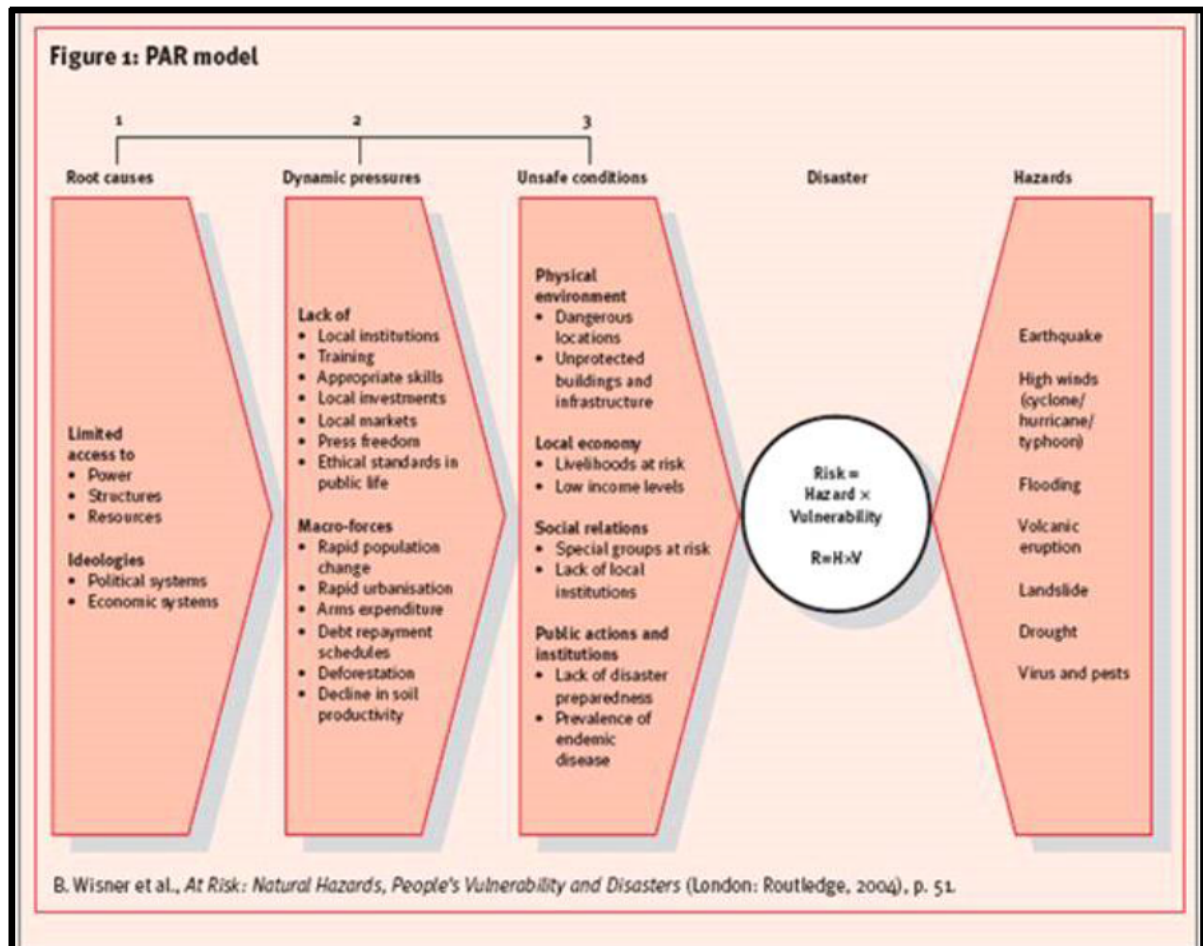 Figure 1: PAR model
1
2
3
Root causes
Dynamic pressures
Unsafe conditions
Disaster
Hazards
Limited
access to
• Power
• Structures
• Resources
Ideologies
• Political systems
• Economic systems
Lack of
• Local institutions
• Training
• Appropriate skills
• Local investments
• Local markets
• Press freedom
• Ethical standards in
public life
Macro-forces
• Rapid population
change
• Rapid urbanisation
• Arms expenditure
• Debt repayment
schedules
• Deforestation
• Decline in soil
productivity
Physical
environment
• Dangerous
locations
• Unprotected
buildings and
infrastructure
Local economy
• Livelihoods at risk
• Low income levels
Social relations
• Special groups at risk
• Lack of local
institutions
Public actions and
institutions
• Lack of disaster
preparedness
• Prevalence of
endemic
disease
Risk =
Hazard ×
Vulnerability
R=H×V
Earthquake
High winds
(cyclone/
hurricane/
typhoon)
Flooding
Volcanic
eruption
Landslide
Drought
Virus and pests
B. Wisner et al., At Risk: Natural Hazards, People's Vulnerability and Disasters (London: Routledge, 2004), p. 51.